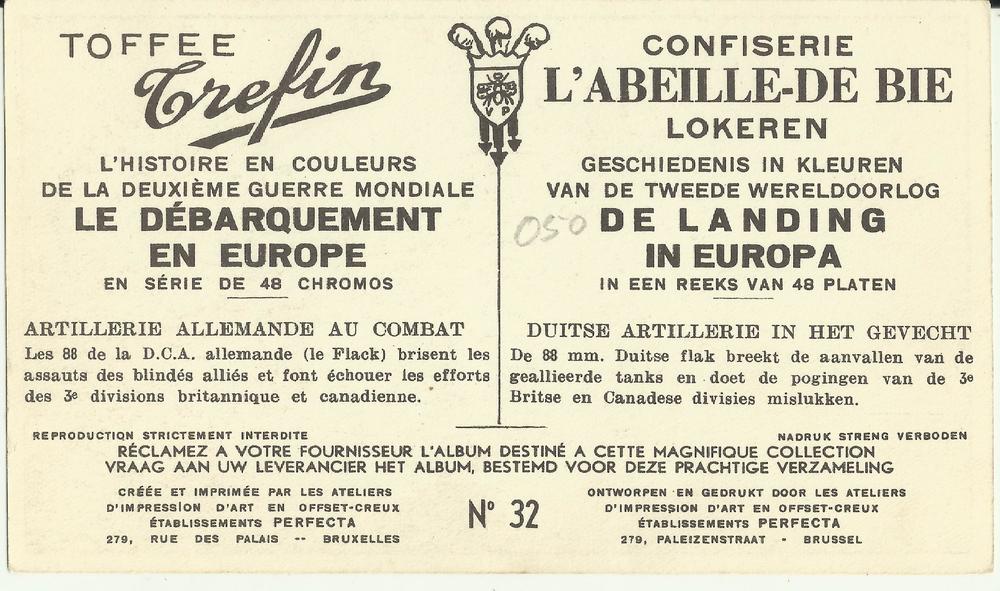 TOFFEE
Trefin
L'HISTOIRE EN COULEURS
DE LA DEUXIÈME GUERRE MONDIALE
LE DÉBARQUEMENT
EN EUROPE
EN SÉRIE DE 48 CHROMOS
ARTILLERIE ALLEMANDE AU COMBAT
Les 88 de la D.C.A. allemande (le Flack) brisent les
assauts des blindés alliés et font échouer les efforts
des 3e divisions britannique et canadienne.
V D
CONFISERIE
L'ABEILLE-DE BIE
LOKEREN
GESCHIEDENIS IN KLEUREN
VAN DE TWEEDE WERELDOORLOG
050
DE LANDING
IN EUROPA
IN EEN REEKS VAN 48 PLATEN
DUITSE ARTILLERIE IN HET GEVECHT
De 88 mm. Duitse flak breekt de aanvallen van de
geallieerde tanks en doet de pogingen van de 3e
Britse en Canadese divisies mislukken.
REPRODUCTION STRICTEMENT INTERDITE
NADRUK STRENG VERBODEN
RÉCLAMEZ A VOTRE FOURNISSEUR L'ALBUM DESTINÉ A CETTE MAGNIFIQUE COLLECTION
VRAAG AAN UW LEVERANCIER HET ALBUM, BESTEMD VOOR DEZE PRACHTIGE VERZAMELING
CRÉÉE ET IMPRIMÉE PAR LES ATELIERS
D'IMPRESSION D'ART EN OFFSET-CREUX
ÉTABLISSEMENTS PERFECTA
279, RUE DES PALAIS -- BRUXELLES
No 32
ONTWORPEN EN GEDRUKT DOOR LES ATELIERS
D'IMPRESSION D'ART EN OFFSET-CREUX
ÉTABLISSEMENTS PERFECTA
279, PALEIZENSTRAAT - BRUSSEL